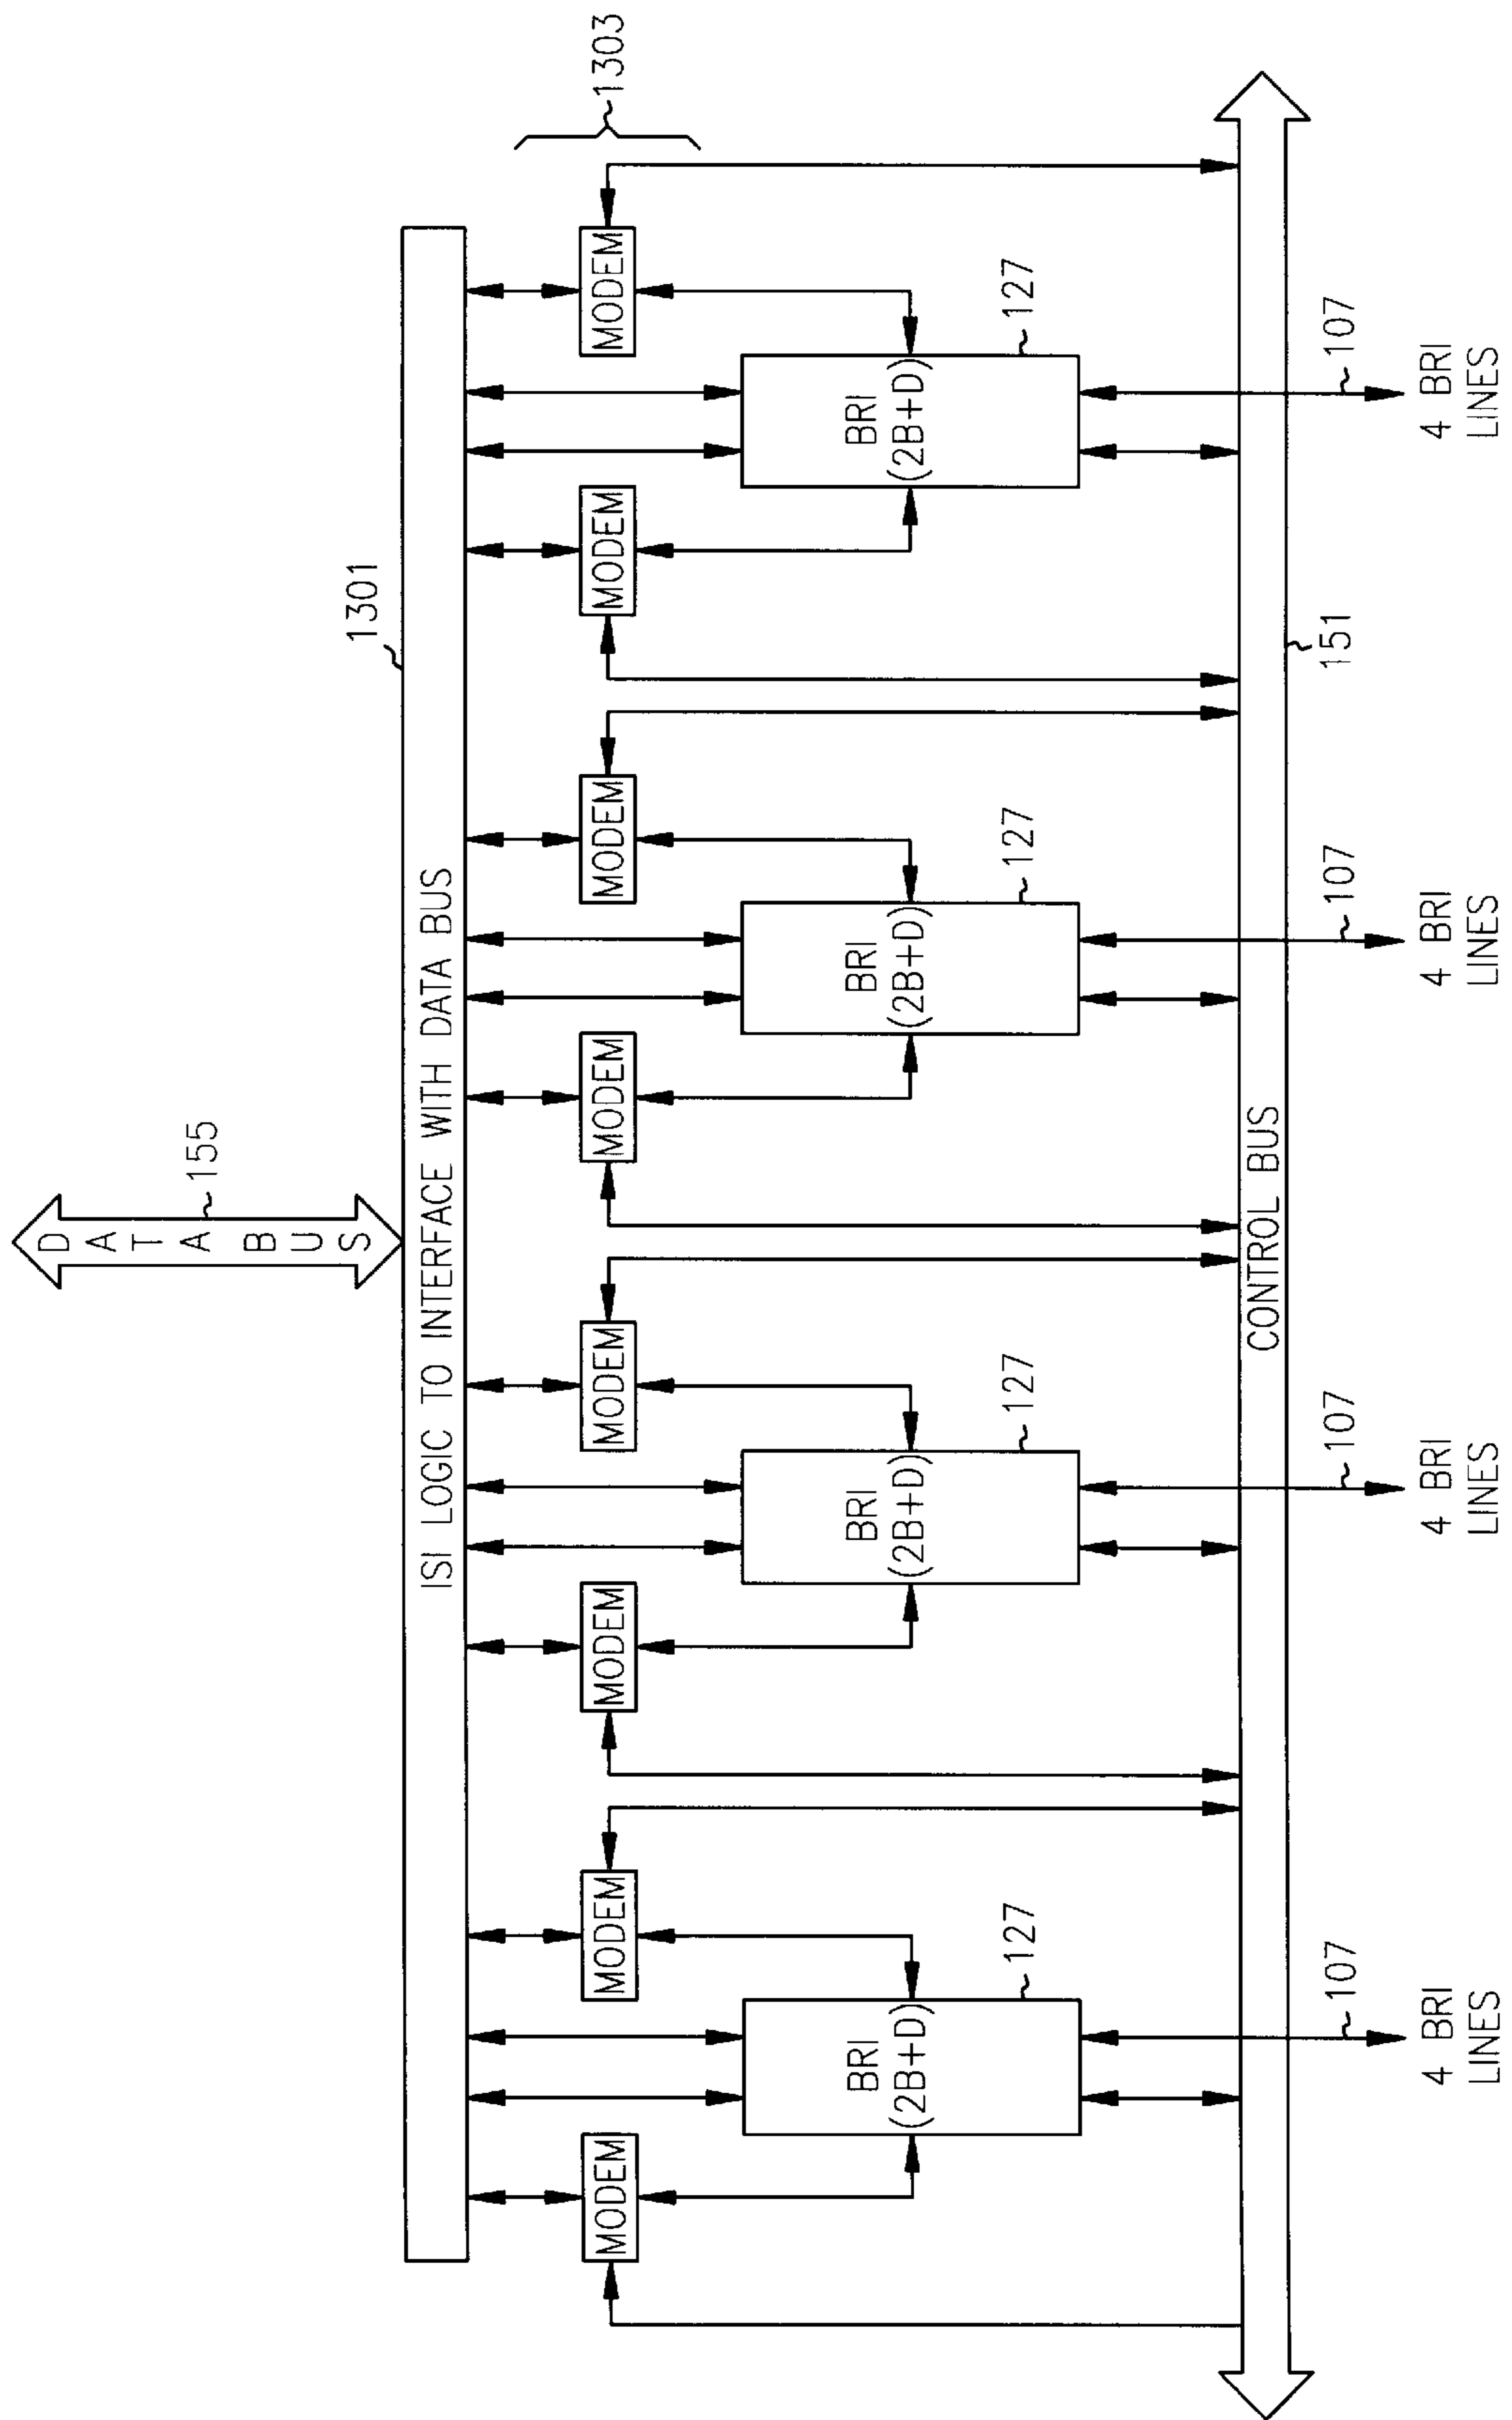 DATA BUS
155
1301
ISI LOGIC TO INTERFACE WITH DATA BUS
1303
MODEM
MODEM
MODEM
MODEM
MODEM
MODEM
MODEM
MODEM
BRI
(2B+D)
127
BRI
(2B+D)
127
BRI
(2B+D)
127
BRI
(2B+D)
127
CONTROL BUS
151
107
107
107
107
4 BRI
LINES
4 BRI
LINES
4 BRI
LINES
4 BRI
LINES